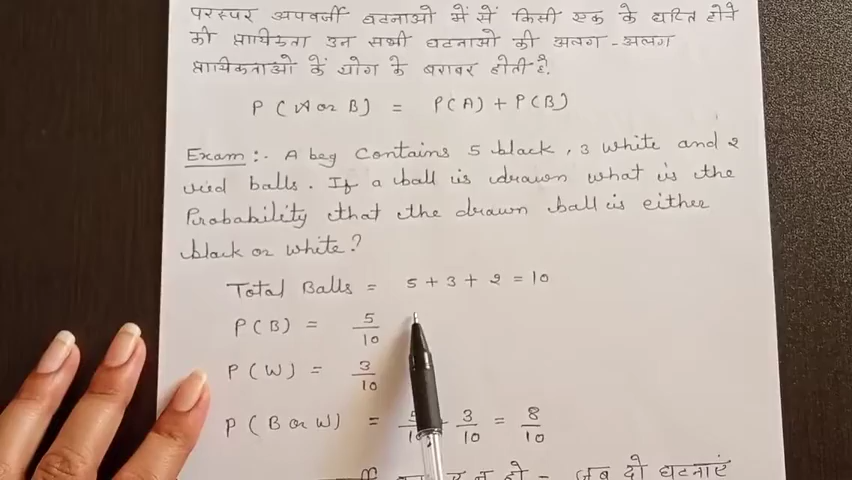 परस्पर अपवर्जी घटनाओ में सें किसी एक के घटित होने
की प्रायिकता उन सभी घटनाओ की अलग-अलग
प्रायिकताओ कें योग के बराबर होती है.
P (A or B) = P(A) + P(B)
Exam :- A beg Contains 5 black, 3 white and 2
red balls. If a ball is drawn what is the
Probability that the drawn ball is either
black or white?
Total Balls = 5 + 3 + 2 = 10
P(B) = 5/10
P(W) = 3/10
P (B or W) = 5/10 + 3/10 = 8/10
न हो - जब दो घटनाएं